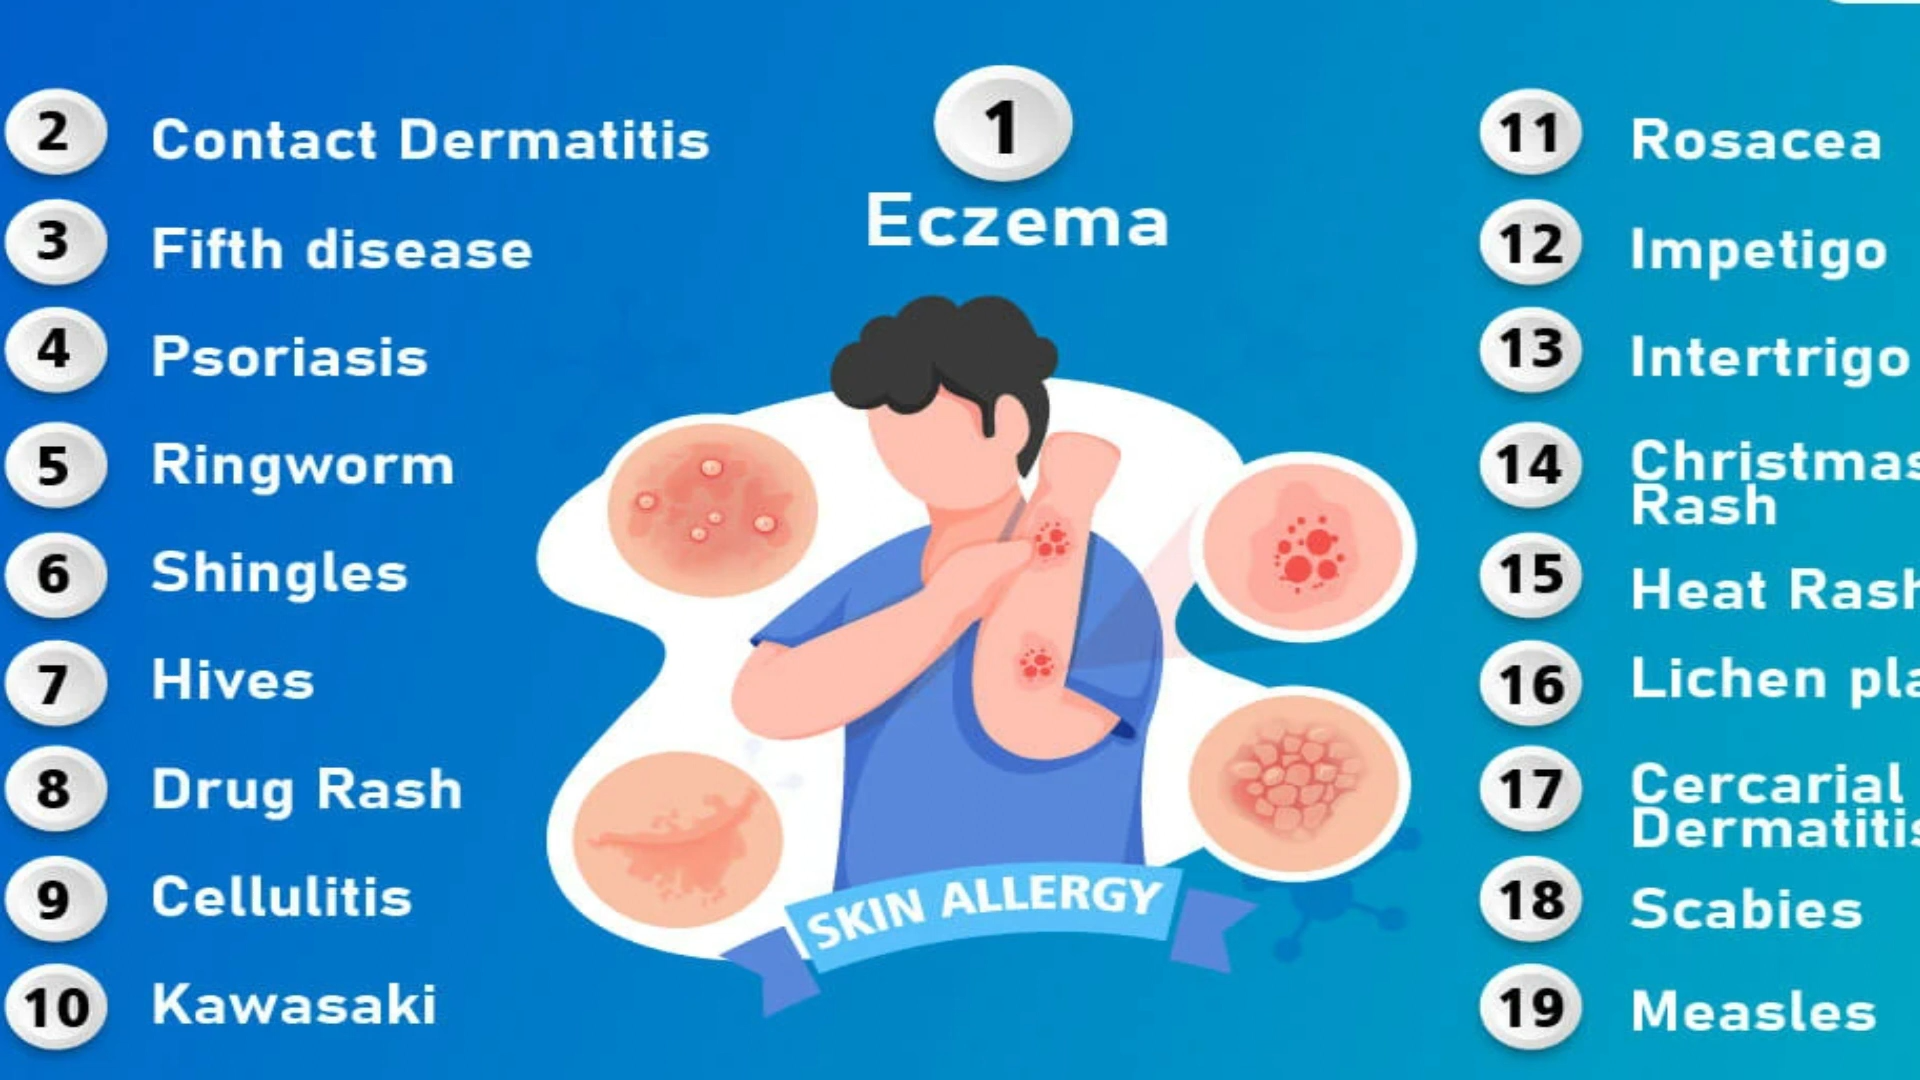 1
Eczema
2 Contact Dermatitis
3 Fifth disease
4 Psoriasis
5 Ringworm
6 Shingles
7 Hives
8 Drug Rash
9 Cellulitis
10 Kawasaki
11 Rosacea
12 Impetigo
13 Intertrigo
14 Christmas
Rash
15 Heat Rash
16 Lichen pla
17 Cercarial
Dermatitis
18 Scabies
19 Measles
SKIN ALLERGY